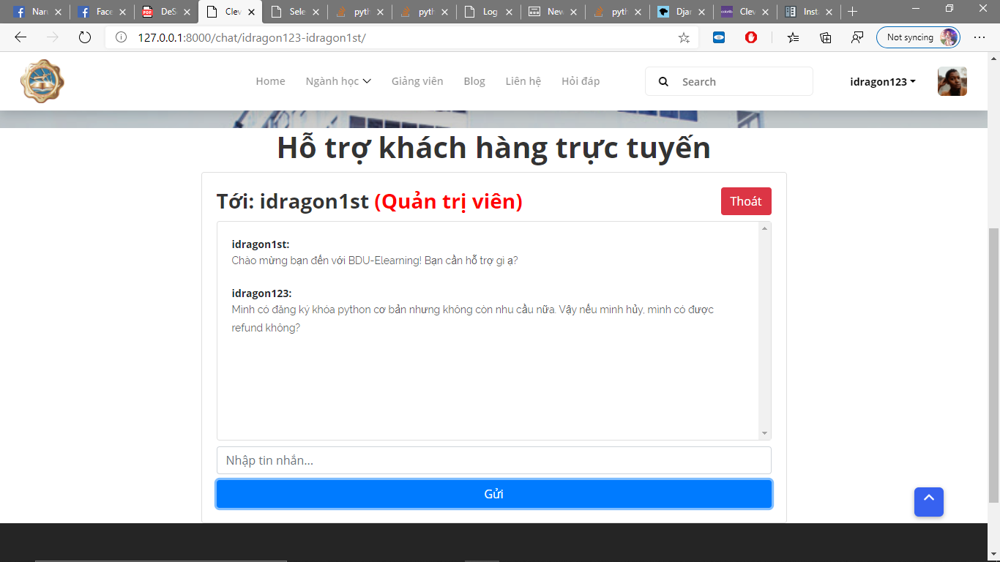 Nar
Face
DeS
Clev
Sele
pyth
pyth
Log
New
pyth
Djar
Clev
Insta
127.0.0.1:8000/chat/idragon123-idragon1st/
Not syncing
Home Ngành học Giảng viên Blog Liên hệ Hỏi đáp Search idragon123
Hỗ trợ khách hàng trực tuyến
Tới: idragon1st (Quản trị viên) Thoát
idragon1st:
Chào mừng bạn đến với BDU-Elearning! Bạn cần hỗ trợ gì ạ?
idragon123:
Mình có đăng ký khóa python cơ bản nhưng không còn nhu cầu nữa. Vậy nếu mình hủy, mình có được
refund không?
Nhập tin nhắn...
Gửi